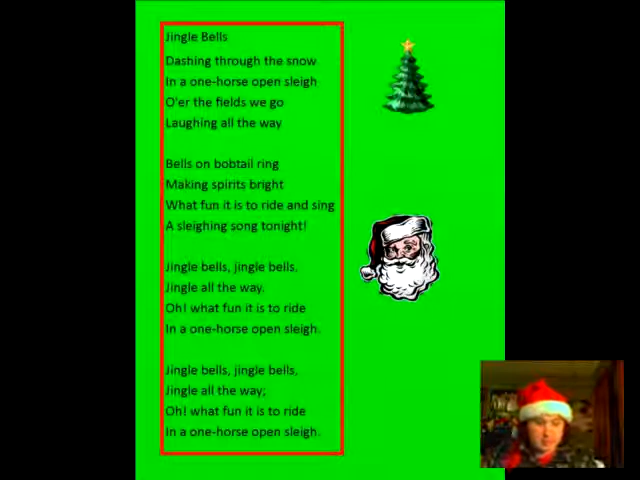 Jingle Bells
Dashing through the snow
In a one-horse open sleigh
O'er the fields we go
Laughing all the way
Bells on bobtail ring
Making spirits bright
What fun it is to ride and sing
A sleighing song tonight!
Jingle bells, jingle bells,
Jingle all the way.
Oh! what fun it is to ride
In a one-horse open sleigh.
Jingle bells, jingle bells,
Jingle all the way;
Oh! what fun it is to ride
In a one-horse open sleigh.